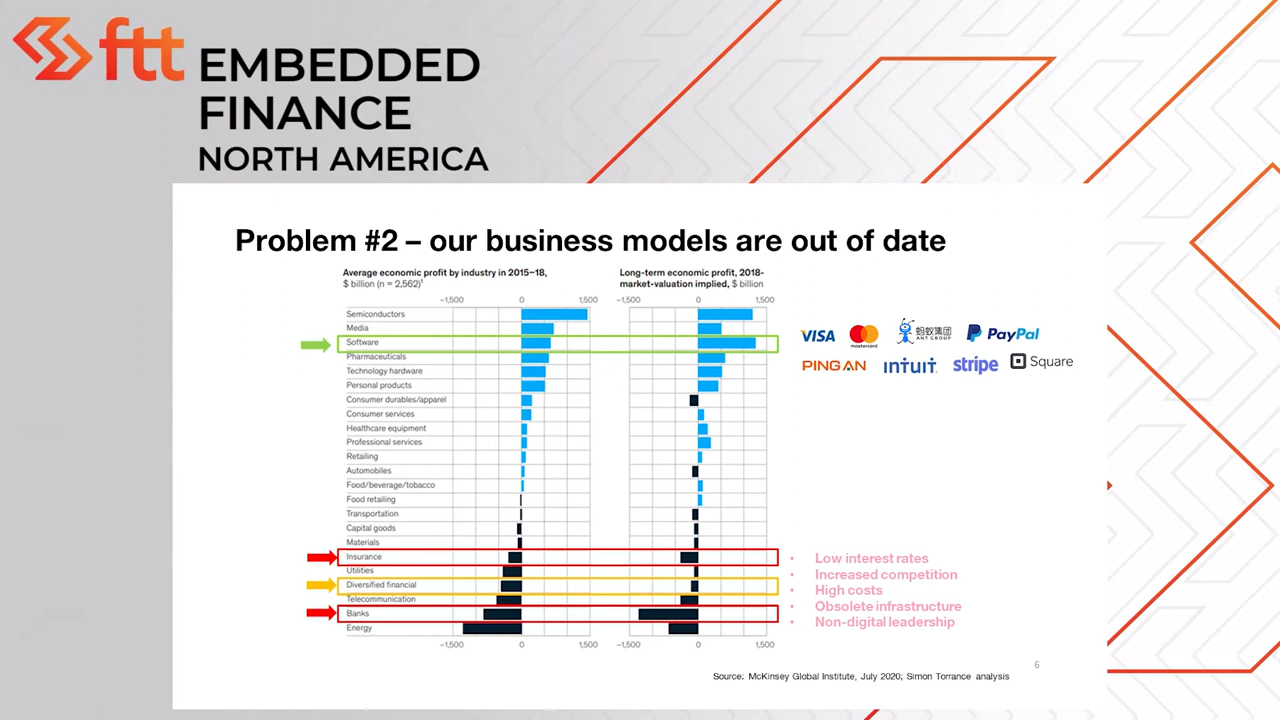 ftt EMBEDDED
FINANCE
NORTH AMERICA
Problem #2 – our business models are out of date
Average economic profit by industry in 2015–18,
$ billion (n = 2,562)¹
Long-term economic profit, 2018-
market-valuation implied, $ billion
−1,500 0 1,500 −1,500 0 1,500
Semiconductors
Media
Software
Pharmaceuticals
Technology hardware
Personal products
Consumer durables/apparel
Consumer services
Healthcare equipment
Professional services
Retailing
Automobiles
Food/beverage/tobacco
Food retailing
Transportation
Capital goods
Materials
Insurance
Utilities
Diversified financial
Telecommunication
Banks
Energy
−1,500 0 1,500 −1,500 0 1,500
VISA mastercard 蚂蚁集团 ANT GROUP PayPal
PINGAN INTUIT stripe Square
• Low interest rates
• Increased competition
• High costs
• Obsolete infrastructure
• Non-digital leadership
6
Source: McKinsey Global Institute, July 2020; Simon Torrance analysis